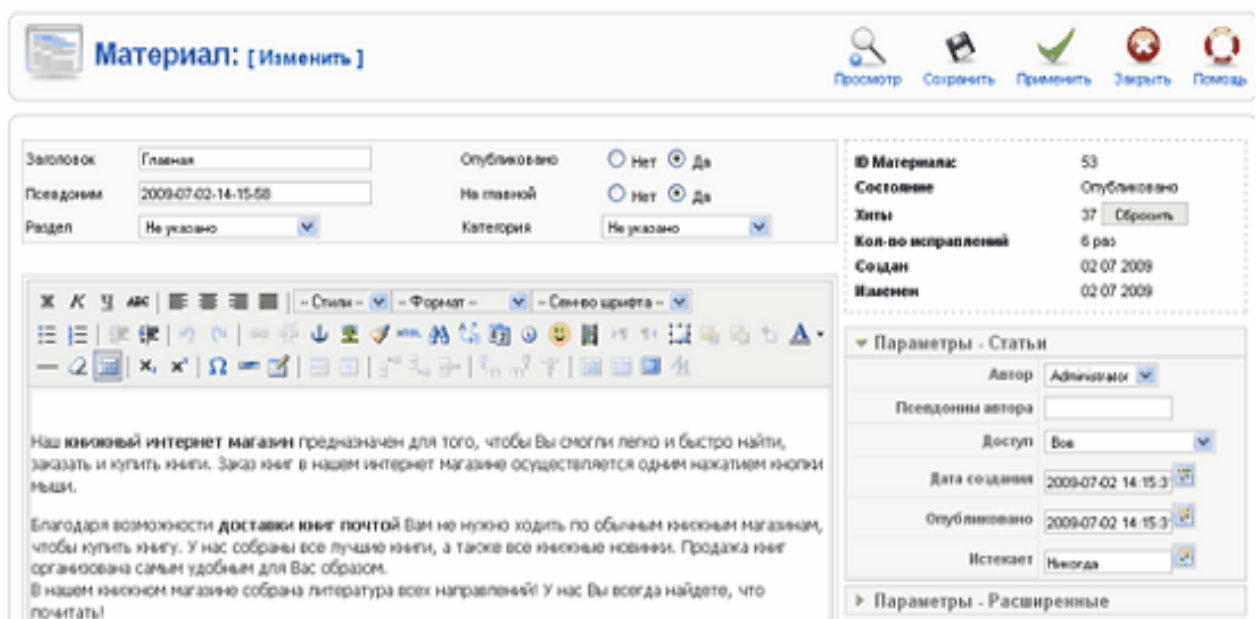 Материал: [ Изменить ]
Просмотр Сохранить Применить Закрыть Помощь
Заголовок Главная Опубликовано Нет Да
Псевдоним 2009-07-02-14-15-58 На главной Нет Да
Раздел Не указано Категория Не указано
Ж К Ч ABC -- Стили -- -- Формат -- -- Сем-во шрифта --
HTML
Наш книжный интернет магазин предназначен для того, чтобы Вы смогли легко и быстро найти,
заказать и купить книги. Заказ книг в нашем интернет магазине осуществляется одним нажатием кнопки
мыши.
Благодаря возможности доставки книг почтой Вам не нужно ходить по обычным книжным магазинам,
чтобы купить книгу. У нас собраны все лучшие книги, а также все книжные новинки. Продажа книг
организована самым удобным для Вас образом.
В нашем книжном магазине собрана литература всех направлений! У нас Вы всегда найдете, что
почитать!
ID Материала: 53
Состояние Опубликовано
Хиты 37 Сбросить
Кол-во исправлений 6 раз
Создан 02 07 2009
Изменен 02 07 2009
Параметры - Статьи
Автор Administrator
Псевдоним автора
Доступ Все
Дата создания 2009-07-02 14:15:3
Опубликовано 2009-07-02 14:15:3
Истекает Никогда
Параметры - Расширенные